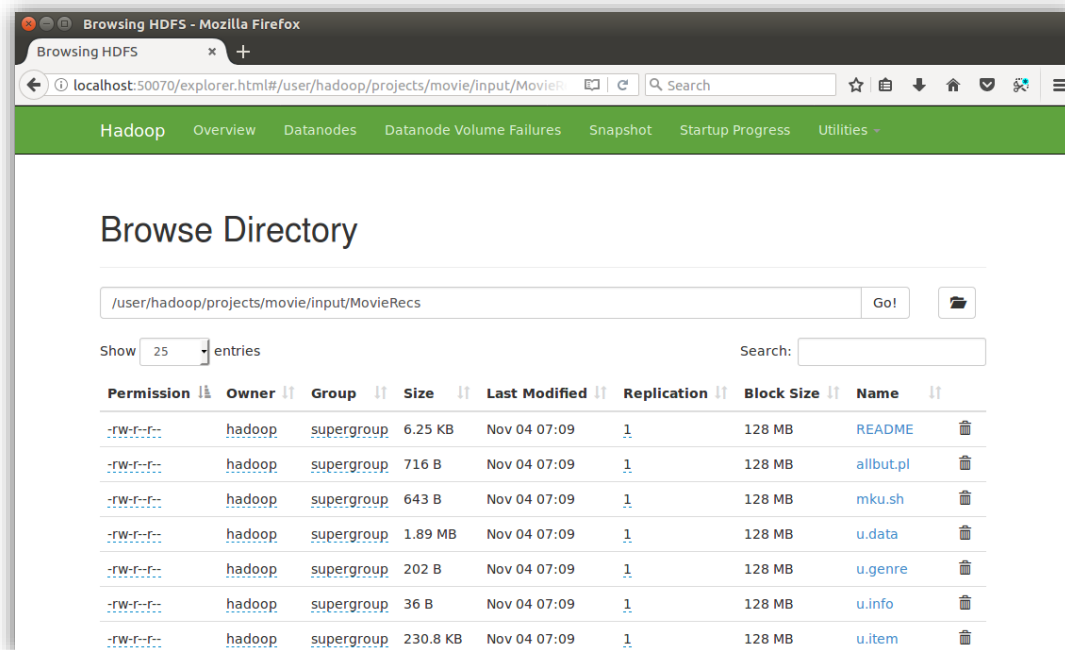 Browsing HDFS - Mozilla Firefox
Browsing HDFS × +
localhost:50070/explorer.html#/user/hadoop/projects/movie/input/MovieR Search
Hadoop Overview Datanodes Datanode Volume Failures Snapshot Startup Progress Utilities
Browse Directory
/user/hadoop/projects/movie/input/MovieRecs Go!
Show 25 entries Search:
Permission Owner Group Size Last Modified Replication Block Size Name
-rw-r--r-- hadoop supergroup 6.25 KB Nov 04 07:09 1 128 MB README
-rw-r--r-- hadoop supergroup 716 B Nov 04 07:09 1 128 MB allbut.pl
-rw-r--r-- hadoop supergroup 643 B Nov 04 07:09 1 128 MB mku.sh
-rw-r--r-- hadoop supergroup 1.89 MB Nov 04 07:09 1 128 MB u.data
-rw-r--r-- hadoop supergroup 202 B Nov 04 07:09 1 128 MB u.genre
-rw-r--r-- hadoop supergroup 36 B Nov 04 07:09 1 128 MB u.info
-rw-r--r-- hadoop supergroup 230.8 KB Nov 04 07:09 1 128 MB u.item